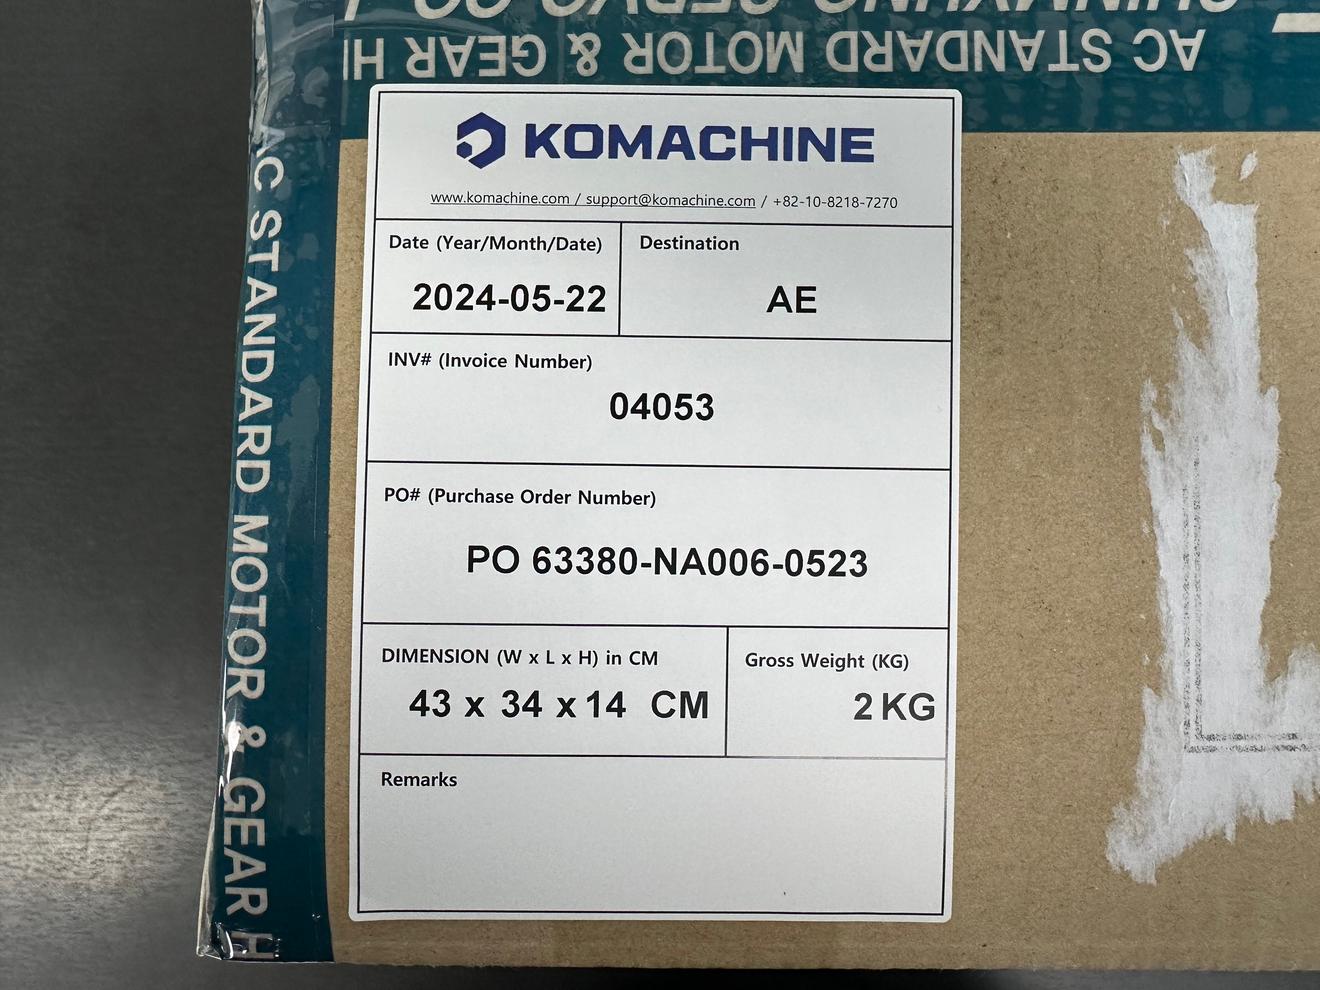 AC STANDARD MOTOR & GEAR H
KOMACHINE
www.komachine.com / support@komachine.com / +82-10-8218-7270
Date (Year/Month/Date)
2024-05-22
Destination
AE
INV# (Invoice Number)
04053
PO# (Purchase Order Number)
PO 63380-NA006-0523
DIMENSION (W x L x H) in CM
43 x 34 x 14 CM
Gross Weight (KG)
2 KG
Remarks
AC STANDARD MOTOR & GEAR H